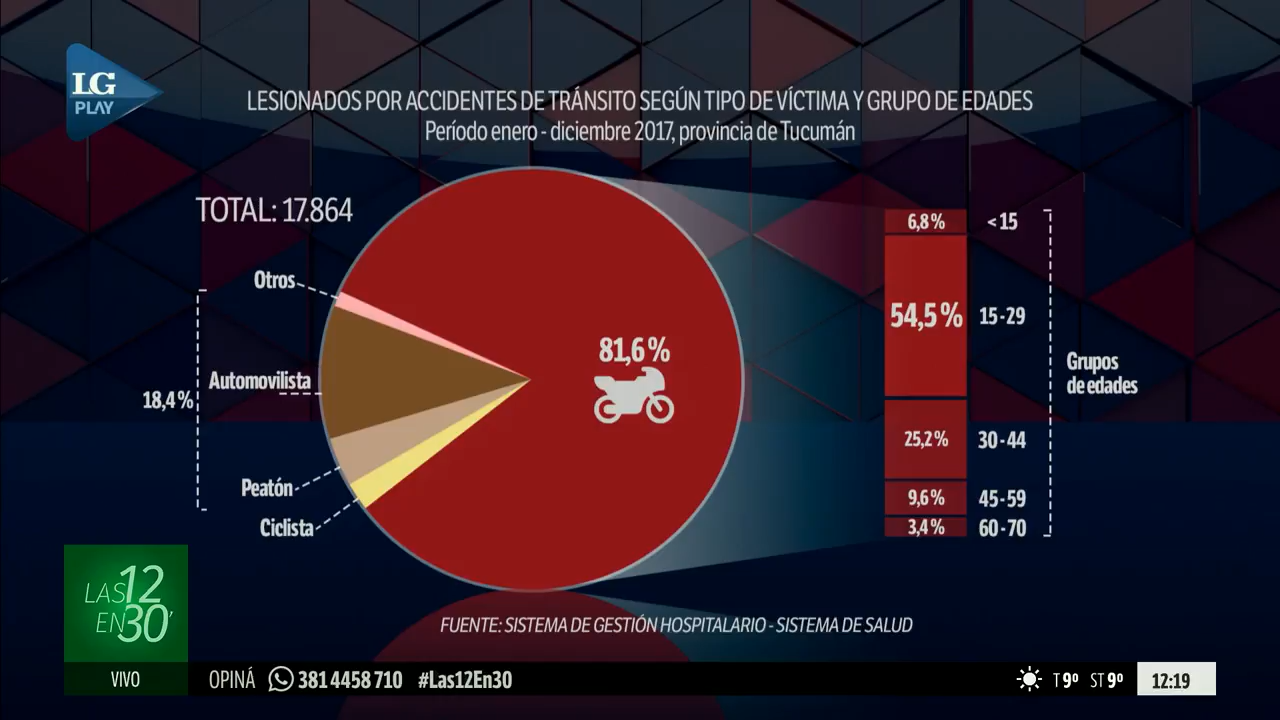 LG
PLAY
LESIONADOS POR ACCIDENTES DE TRÁNSITO SEGÚN TIPO DE VÍCTIMA Y GRUPO DE EDADES
Período enero - diciembre 2017, provincia de Tucumán
TOTAL: 17.864
Otros
Automovilista
18,4%
Peatón
Ciclista
81,6%
6,8% <15
54,5% 15-29
25,2% 30-44
9,6% 45-59
3,4% 60-70
Grupos
de edades
FUENTE: SISTEMA DE GESTIÓN HOSPITALARIO - SISTEMA DE SALUD
LAS 12
EN 30'
VIVO
OPINÁ 381 4458 710 #Las12En30
T 9º ST 9º 12:19